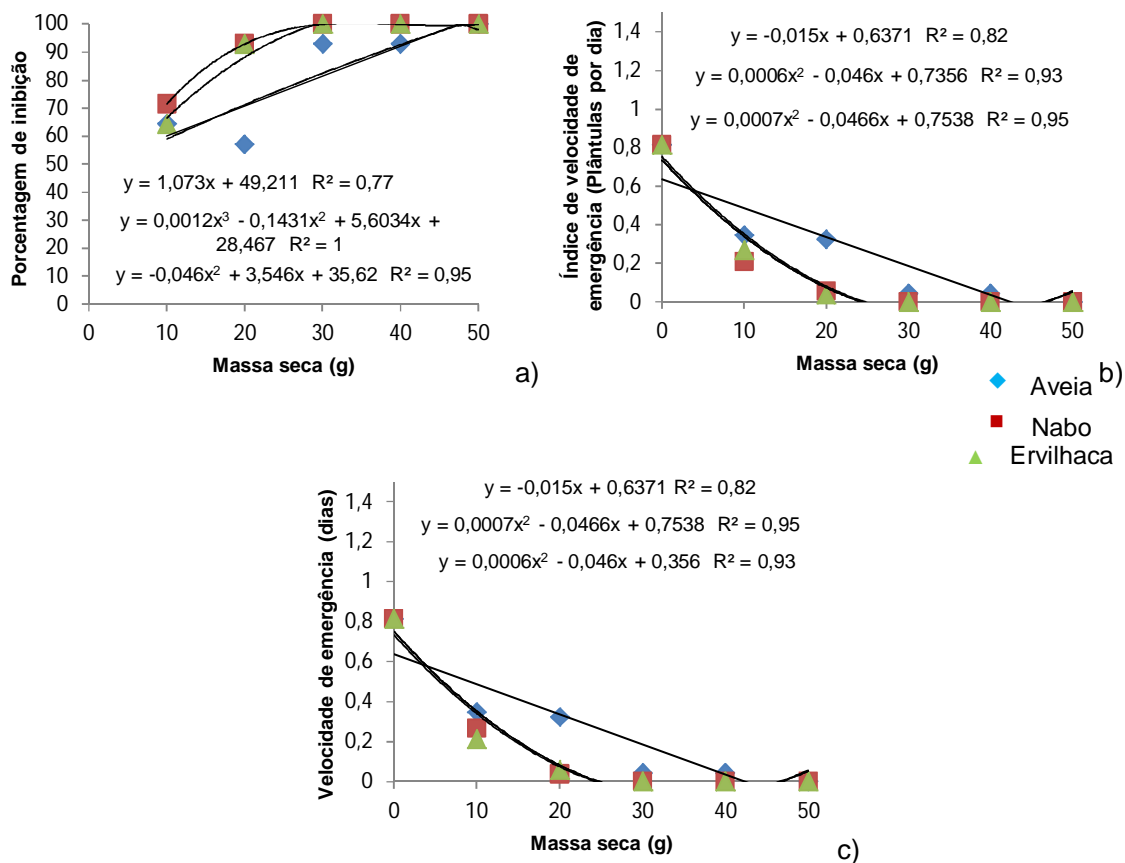 Porcentagem de inibição
100
90
80
70
60
50
40
30
20
10
0
y = 1,073x + 49,211 R² = 0,77
y = 0,0012x³ - 0,1431x² + 5,6034x +
28,467 R² = 1
y = -0,046x² + 3,546x + 35,62 R² = 0,95
0 10 20 30 40 50
Massa seca (g)
a)
Índice de velocidade de
emergência (Plântulas por dia)
1,4
1,2
1
0,8
0,6
0,4
0,2
0
y = -0,015x + 0,6371 R² = 0,82
y = 0,0006x² - 0,046x + 0,7356 R² = 0,93
y = 0,0007x² - 0,0466x + 0,7538 R² = 0,95
0 10 20 30 40 50
Massa seca (g)
b)
Aveia
Nabo
Ervilhaca
Velocidade de emergência (dias)
1,4
1,2
1
0,8
0,6
0,4
0,2
0
y = -0,015x + 0,6371 R² = 0,82
y = 0,0007x² - 0,0466x + 0,7538 R² = 0,95
y = 0,0006x² - 0,046x + 0,356 R² = 0,93
0 10 20 30 40 50
Massa seca (g)
c)